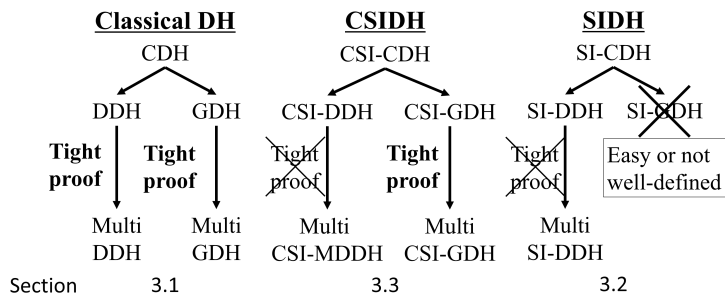 Classical DH CSIDH SIDH
CDH CSI-CDH SI-CDH
DDH GDH CSI-DDH CSI-GDH SI-DDH SI-GDH
Tight Tight Tight Tight Tight Easy or not
proof proof proof proof proof well-defined
Multi Multi Multi Multi Multi
DDH GDH CSI-MDDH CSI-GDH SI-DDH
Section 3.1 3.3 3.2